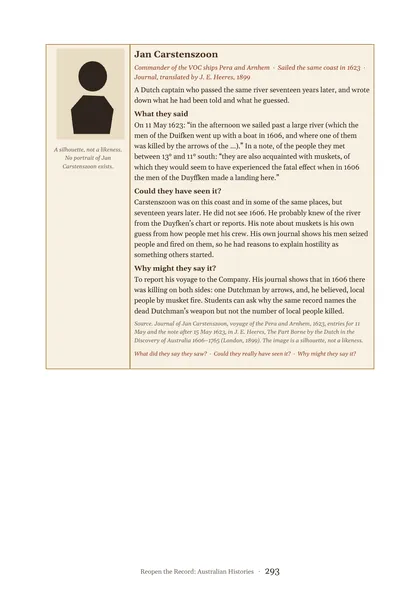 Jan Carstenszoon
Commander of the VOC ships Pera and Arnhem · Sailed the same coast in 1623 ·
Journal, translated by J. E. Heeres, 1899
A Dutch captain who passed the same river seventeen years later, and wrote
down what he had been told and what he guessed.
What they said
On 11 May 1623: "in the afternoon we sailed past a large river (which the
men of the Duifken went up with a boat in 1606, and where one of them
was killed by the arrows of the ...)." In a note, of the people they met
between 13° and 11° south: "they are also acquainted with muskets, of
which they would seem to have experienced the fatal effect when in 1606
the men of the Duyffken made a landing here."
Could they have seen it?
Carstenszoon was on this coast and in some of the same places, but
seventeen years later. He did not see 1606. He probably knew of the river
from the Duyfken's chart or reports. His note about muskets is his own
guess from how people met his crew. His own journal shows his men seized
people and fired on them, so he had reasons to explain hostility as
something others started.
Why might they say it?
To report his voyage to the Company. His journal shows that in 1606 there
was killing on both sides: one Dutchman by arrows, and, he believed, local
people by musket fire. Students can ask why the same record names the
dead Dutchman's weapon but not the number of local people killed.
Source. Journal of Jan Carstenszoon, voyage of the Pera and Arnhem, 1623, entries for 11
May and the note after 15 May 1623, in J. E. Heeres, The Part Borne by the Dutch in the
Discovery of Australia 1606–1765 (London, 1899). The image is a silhouette, not a likeness.
What did they say they saw? · Could they really have seen it? · Why might they say it?
A silhouette, not a likeness.
No portrait of Jan
Carstenszoon exists.
Reopen the Record: Australian Histories · 293